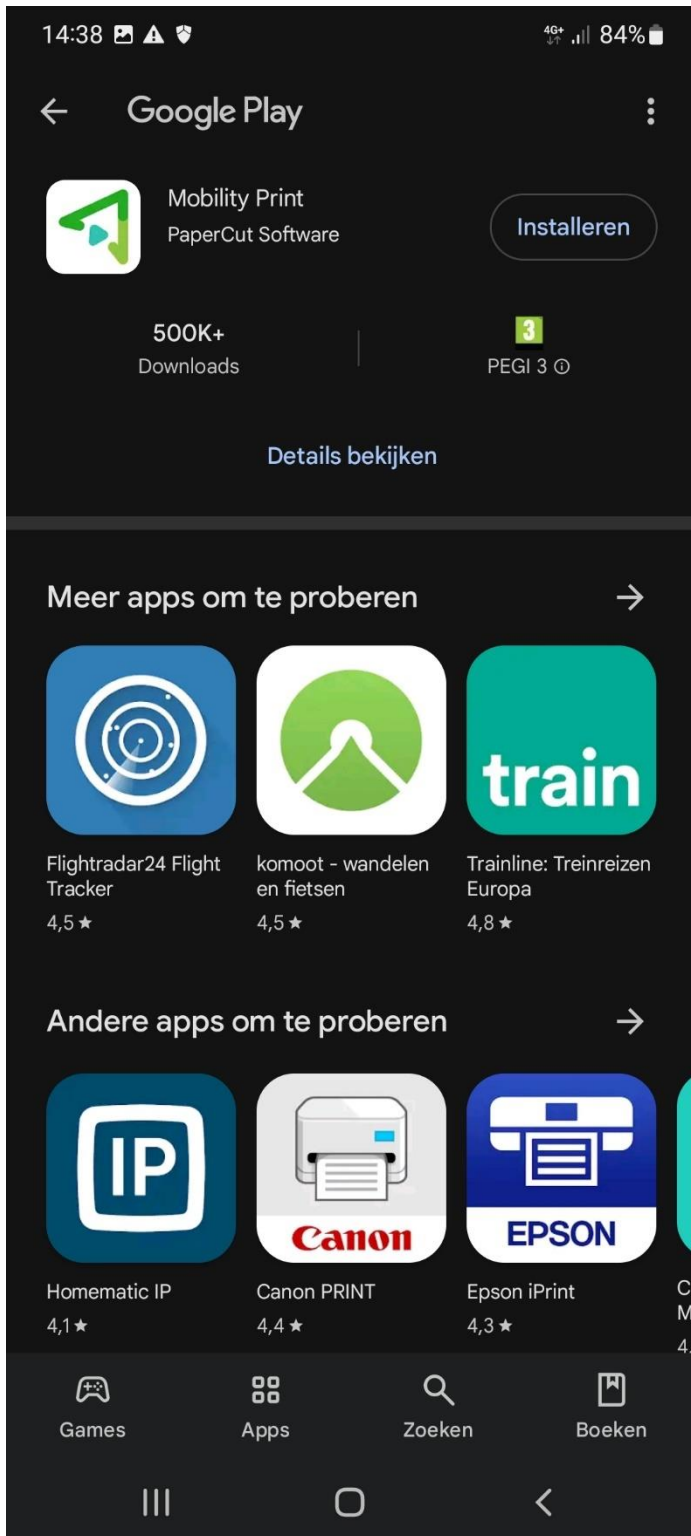 14:38
4G+ 84%
Google Play
Mobility Print
PaperCut Software
Installeren
500K+
Downloads
3
PEGI 3
Details bekijken
Meer apps om te proberen
train
Flightradar24 Flight
Tracker
4,5 ★
komoot - wandelen
en fietsen
4,5 ★
Trainline: Treinreizen
Europa
4,8 ★
Andere apps om te proberen
IP
Canon
EPSON
Homematic IP
4,1 ★
Canon PRINT
4,4 ★
Epson iPrint
4,3 ★
C
M
4,
Games
Apps
Zoeken
Boeken